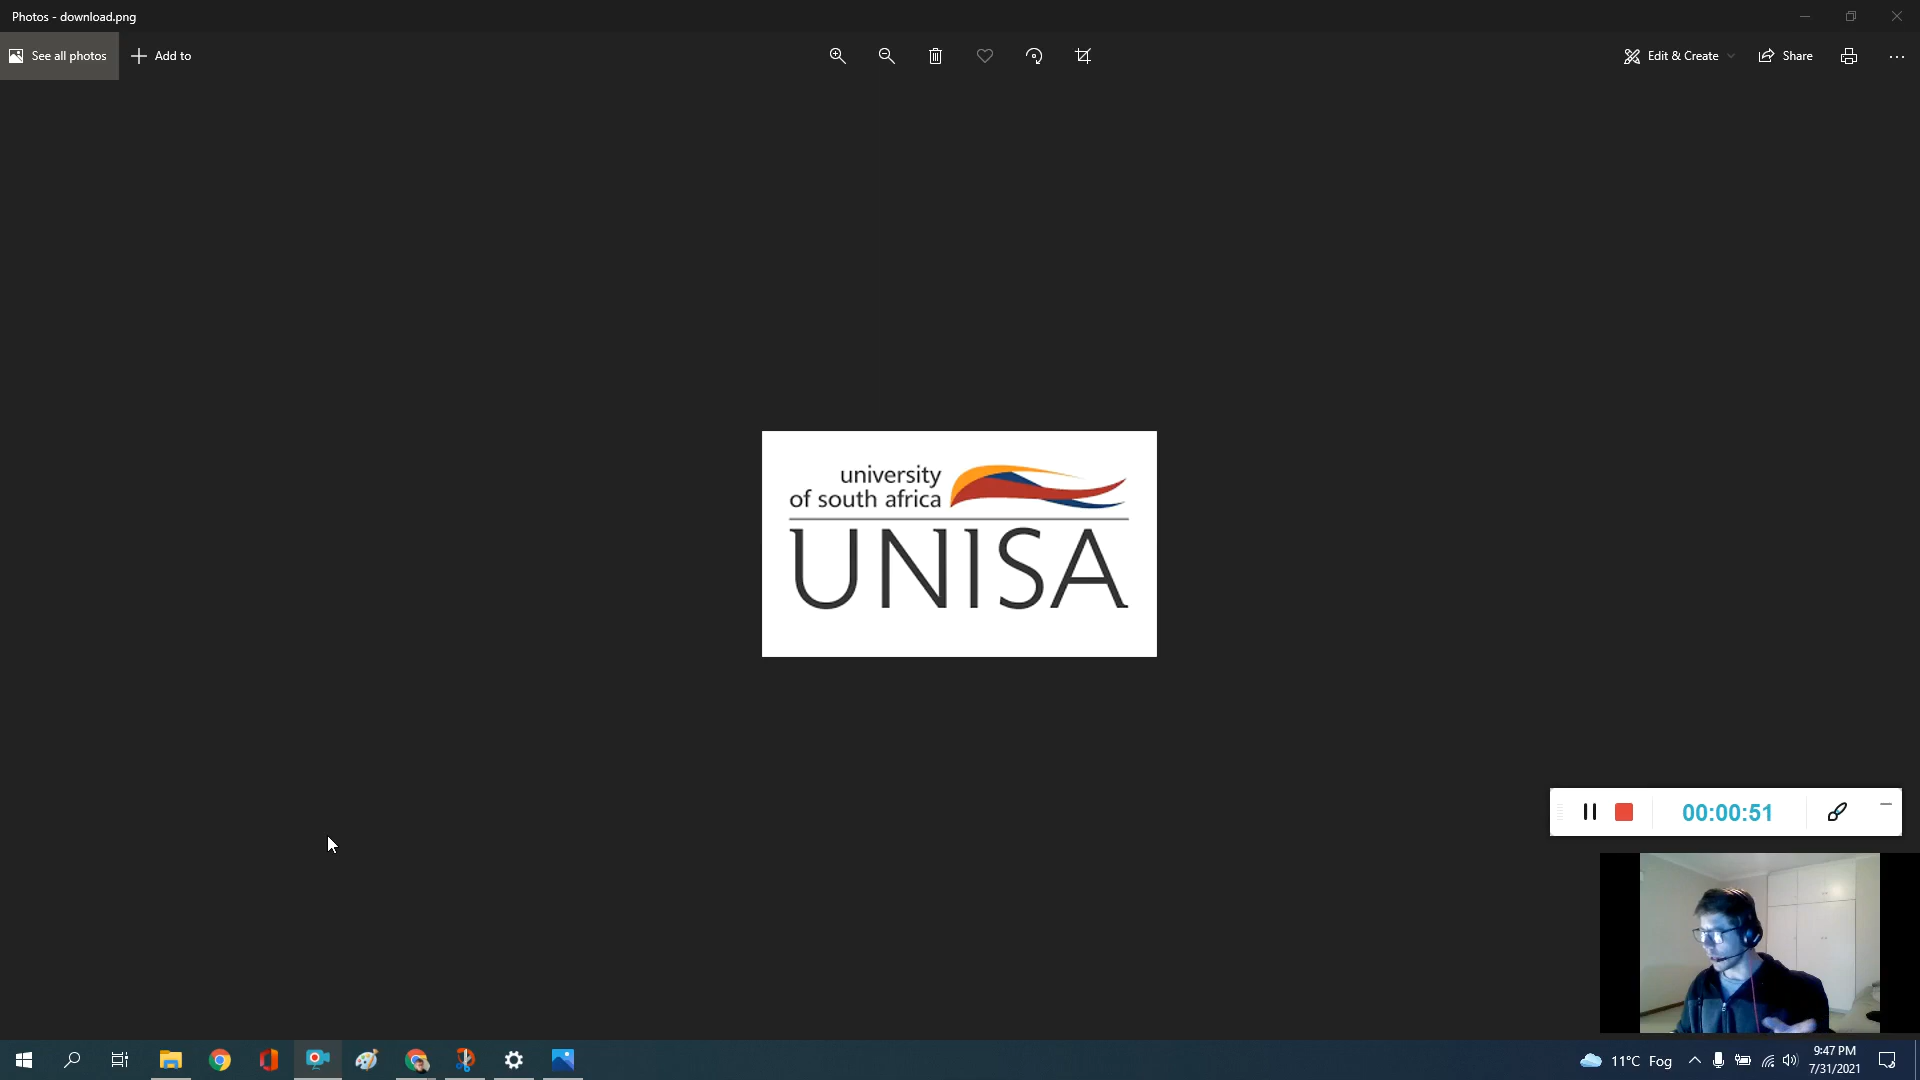 Photos - download.png
See all photos
Add to
Edit & Create
Share
university
of south africa
UNISA
00:00:51
11°C Fog
9:47 PM
7/31/2021